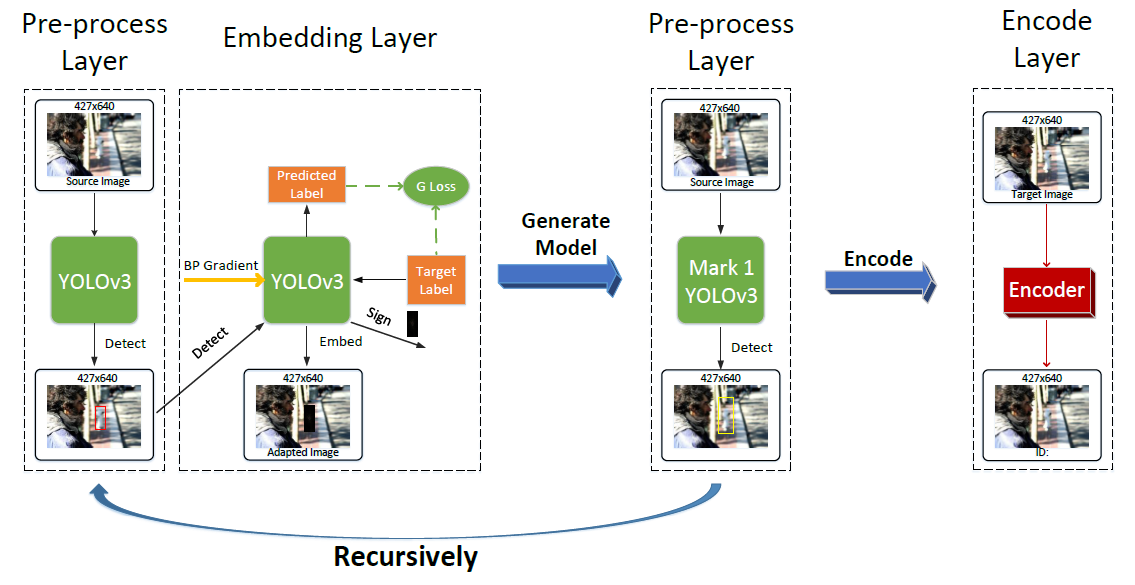 Pre-process
Layer
Embedding Layer
Pre-process
Layer
Encode
Layer
427x640
Source Image
YOLOv3
Detect
427x640
Predicted
Label
G Loss
BP Gradient
YOLOv3
Target
Label
Sign
Detect
Embed
427x640
Adapted Image
Generate
Model
427x640
Source Image
Mark 1
YOLOv3
Detect
427x640
Encode
427x640
Target Image
Encoder
427x640
ID:
Recursively